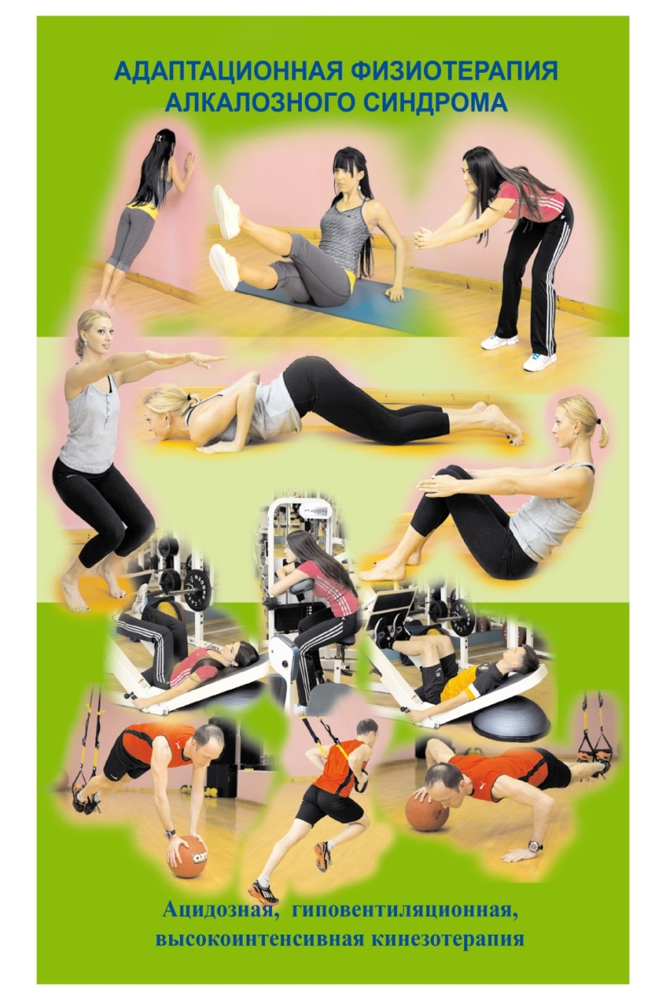 АДАПТАЦИОННАЯ ФИЗИОТЕРАПИЯ
АЛКАЛОЗНОГО СИНДРОМА
Ацидозная, гиповентиляционная,
высокоинтенсивная кинезотерапия